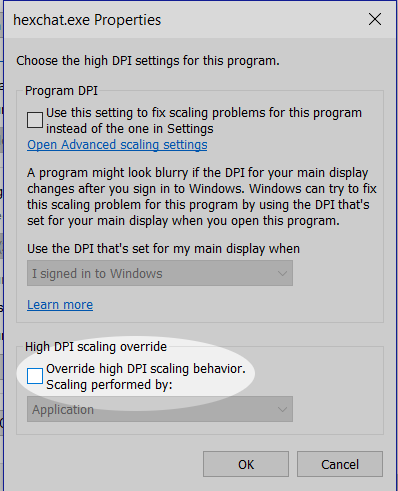 hexchat.exe Properties
Choose the high DPI settings for this program.
Program DPI
Use this setting to fix scaling problems for this program
instead of the one in Settings
Open Advanced scaling settings
A program might look blurry if the DPI for your main display
changes after you sign in to Windows. Windows can try to fix
this scaling problem for this program by using the DPI that's
set for your main display when you open this program.
Use the DPI that's set for my main display when
I signed in to Windows
Learn more
High DPI scaling override
Override high DPI scaling behavior.
Scaling performed by:
Application
OK
Cancel